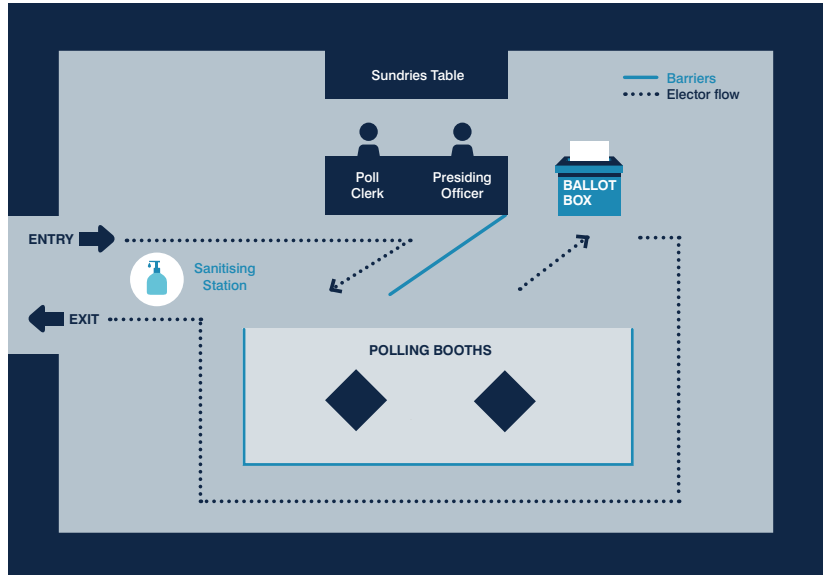 Sundries Table
Barriers
Elector flow
Poll
Clerk
Presiding
Officer
BALLOT
BOX
ENTRY
Sanitising
Station
EXIT
POLLING BOOTHS